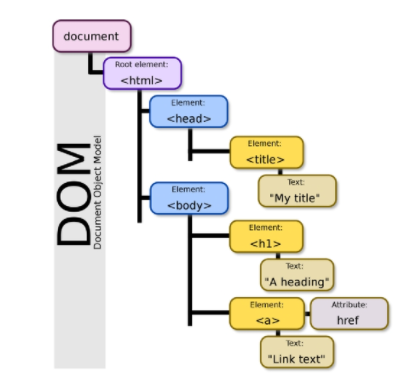 document
Root element:
<html>
Element:
<head>
Element:
<title>
Text:
"My title"
DOM
Document Object Model
Element:
<body>
Element:
<h1>
Text:
"A heading"
Element:
<a>
Attribute:
href
Text:
"Link text"